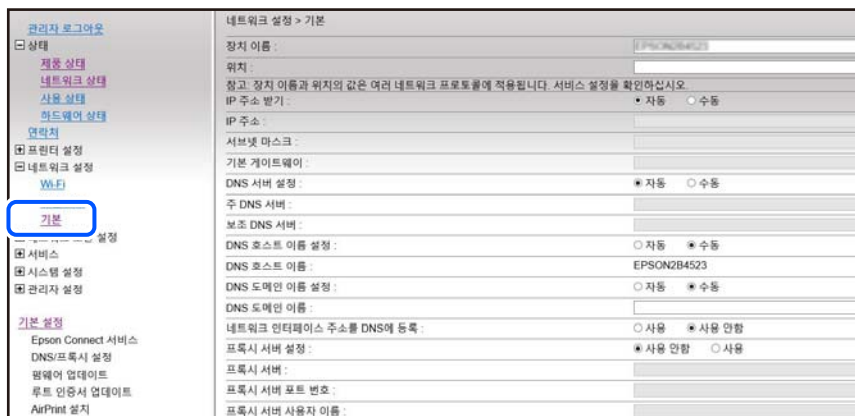 관리자 로그아웃
상태
제품 상태
네트워크 상태
사용 상태
하드웨어 상태
연락처
프린터 설정
네트워크 설정
Wi-Fi
기본
설정
서비스
시스템 설정
관리자 설정
기본 설정
Epson Connect 서비스
DNS/프록시 설정
펌웨어 업데이트
루트 인증서 업데이트
AirPrint 설치
네트워크 설정 > 기본
장치 이름 :
위치 :
참고: 장치 이름과 위치의 값은 여러 네트워크 프로토콜에 적용됩니다. 서비스 설정을 확인하십시오.
IP 주소 받기 : 자동 수동
IP 주소 :
서브넷 마스크 :
기본 게이트웨이 :
DNS 서버 설정 : 자동 수동
주 DNS 서버 :
보조 DNS 서버 :
DNS 호스트 이름 설정 : 자동 수동
DNS 호스트 이름 : EPSON2B4523
DNS 도메인 이름 설정 : 자동 수동
DNS 도메인 이름 :
네트워크 인터페이스 주소를 DNS에 등록 : 사용 사용 안함
프록시 서버 설정 : 사용 안함 사용
프록시 서버 :
프록시 서버 포트 번호 :
프록시 서버 사용자 이름 :